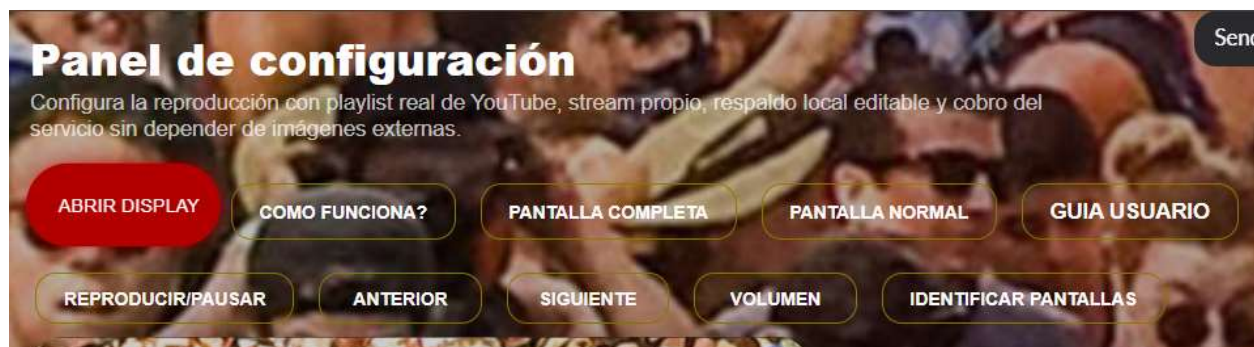 Panel de configuración
Send
Configura la reproducción con playlist real de YouTube, stream propio, respaldo local editable y cobro del
servicio sin depender de imágenes externas.
ABRIR DISPLAY
COMO FUNCIONA?
PANTALLA COMPLETA
PANTALLA NORMAL
GUIA USUARIO
REPRODUCIR/PAUSAR
ANTERIOR
SIGUIENTE
VOLUMEN
IDENTIFICAR PANTALLAS